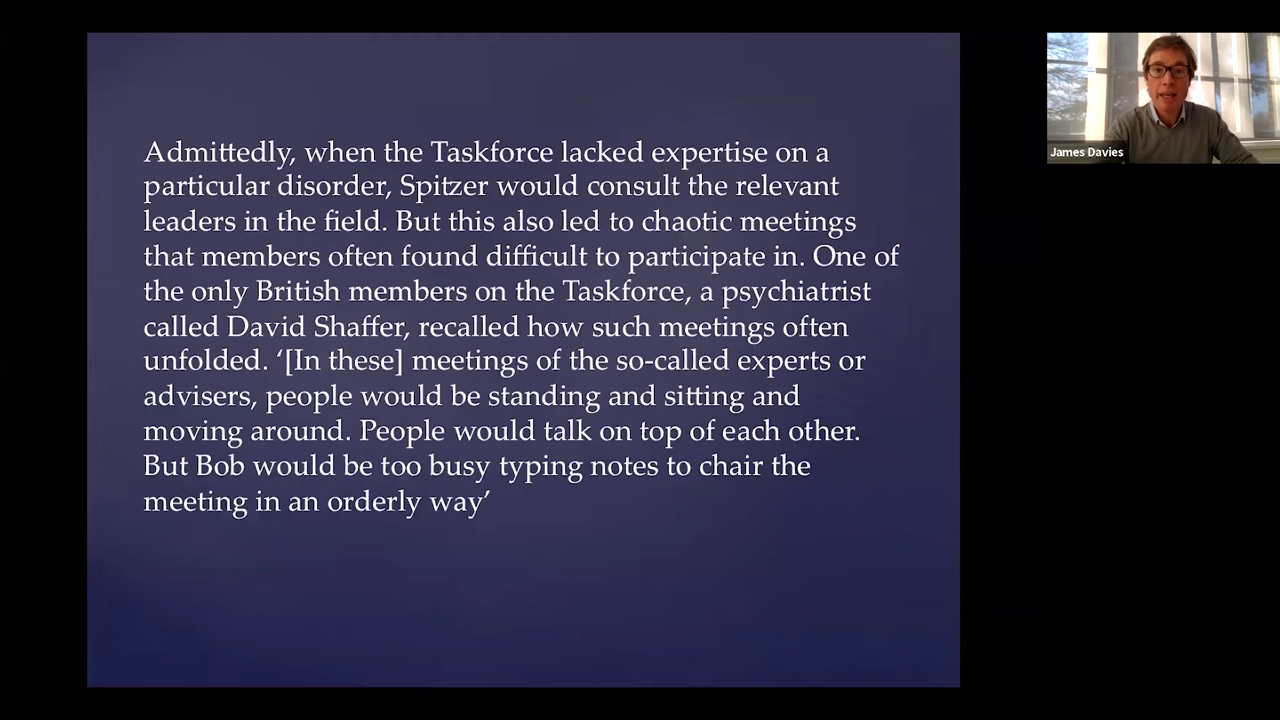 Admittedly, when the Taskforce lacked expertise on a
particular disorder, Spitzer would consult the relevant
leaders in the field. But this also led to chaotic meetings
that members often found difficult to participate in. One of
the only British members on the Taskforce, a psychiatrist
called David Shaffer, recalled how such meetings often
unfolded. ‘[In these] meetings of the so-called experts or
advisers, people would be standing and sitting and
moving around. People would talk on top of each other.
But Bob would be too busy typing notes to chair the
meeting in an orderly way’
James Davies